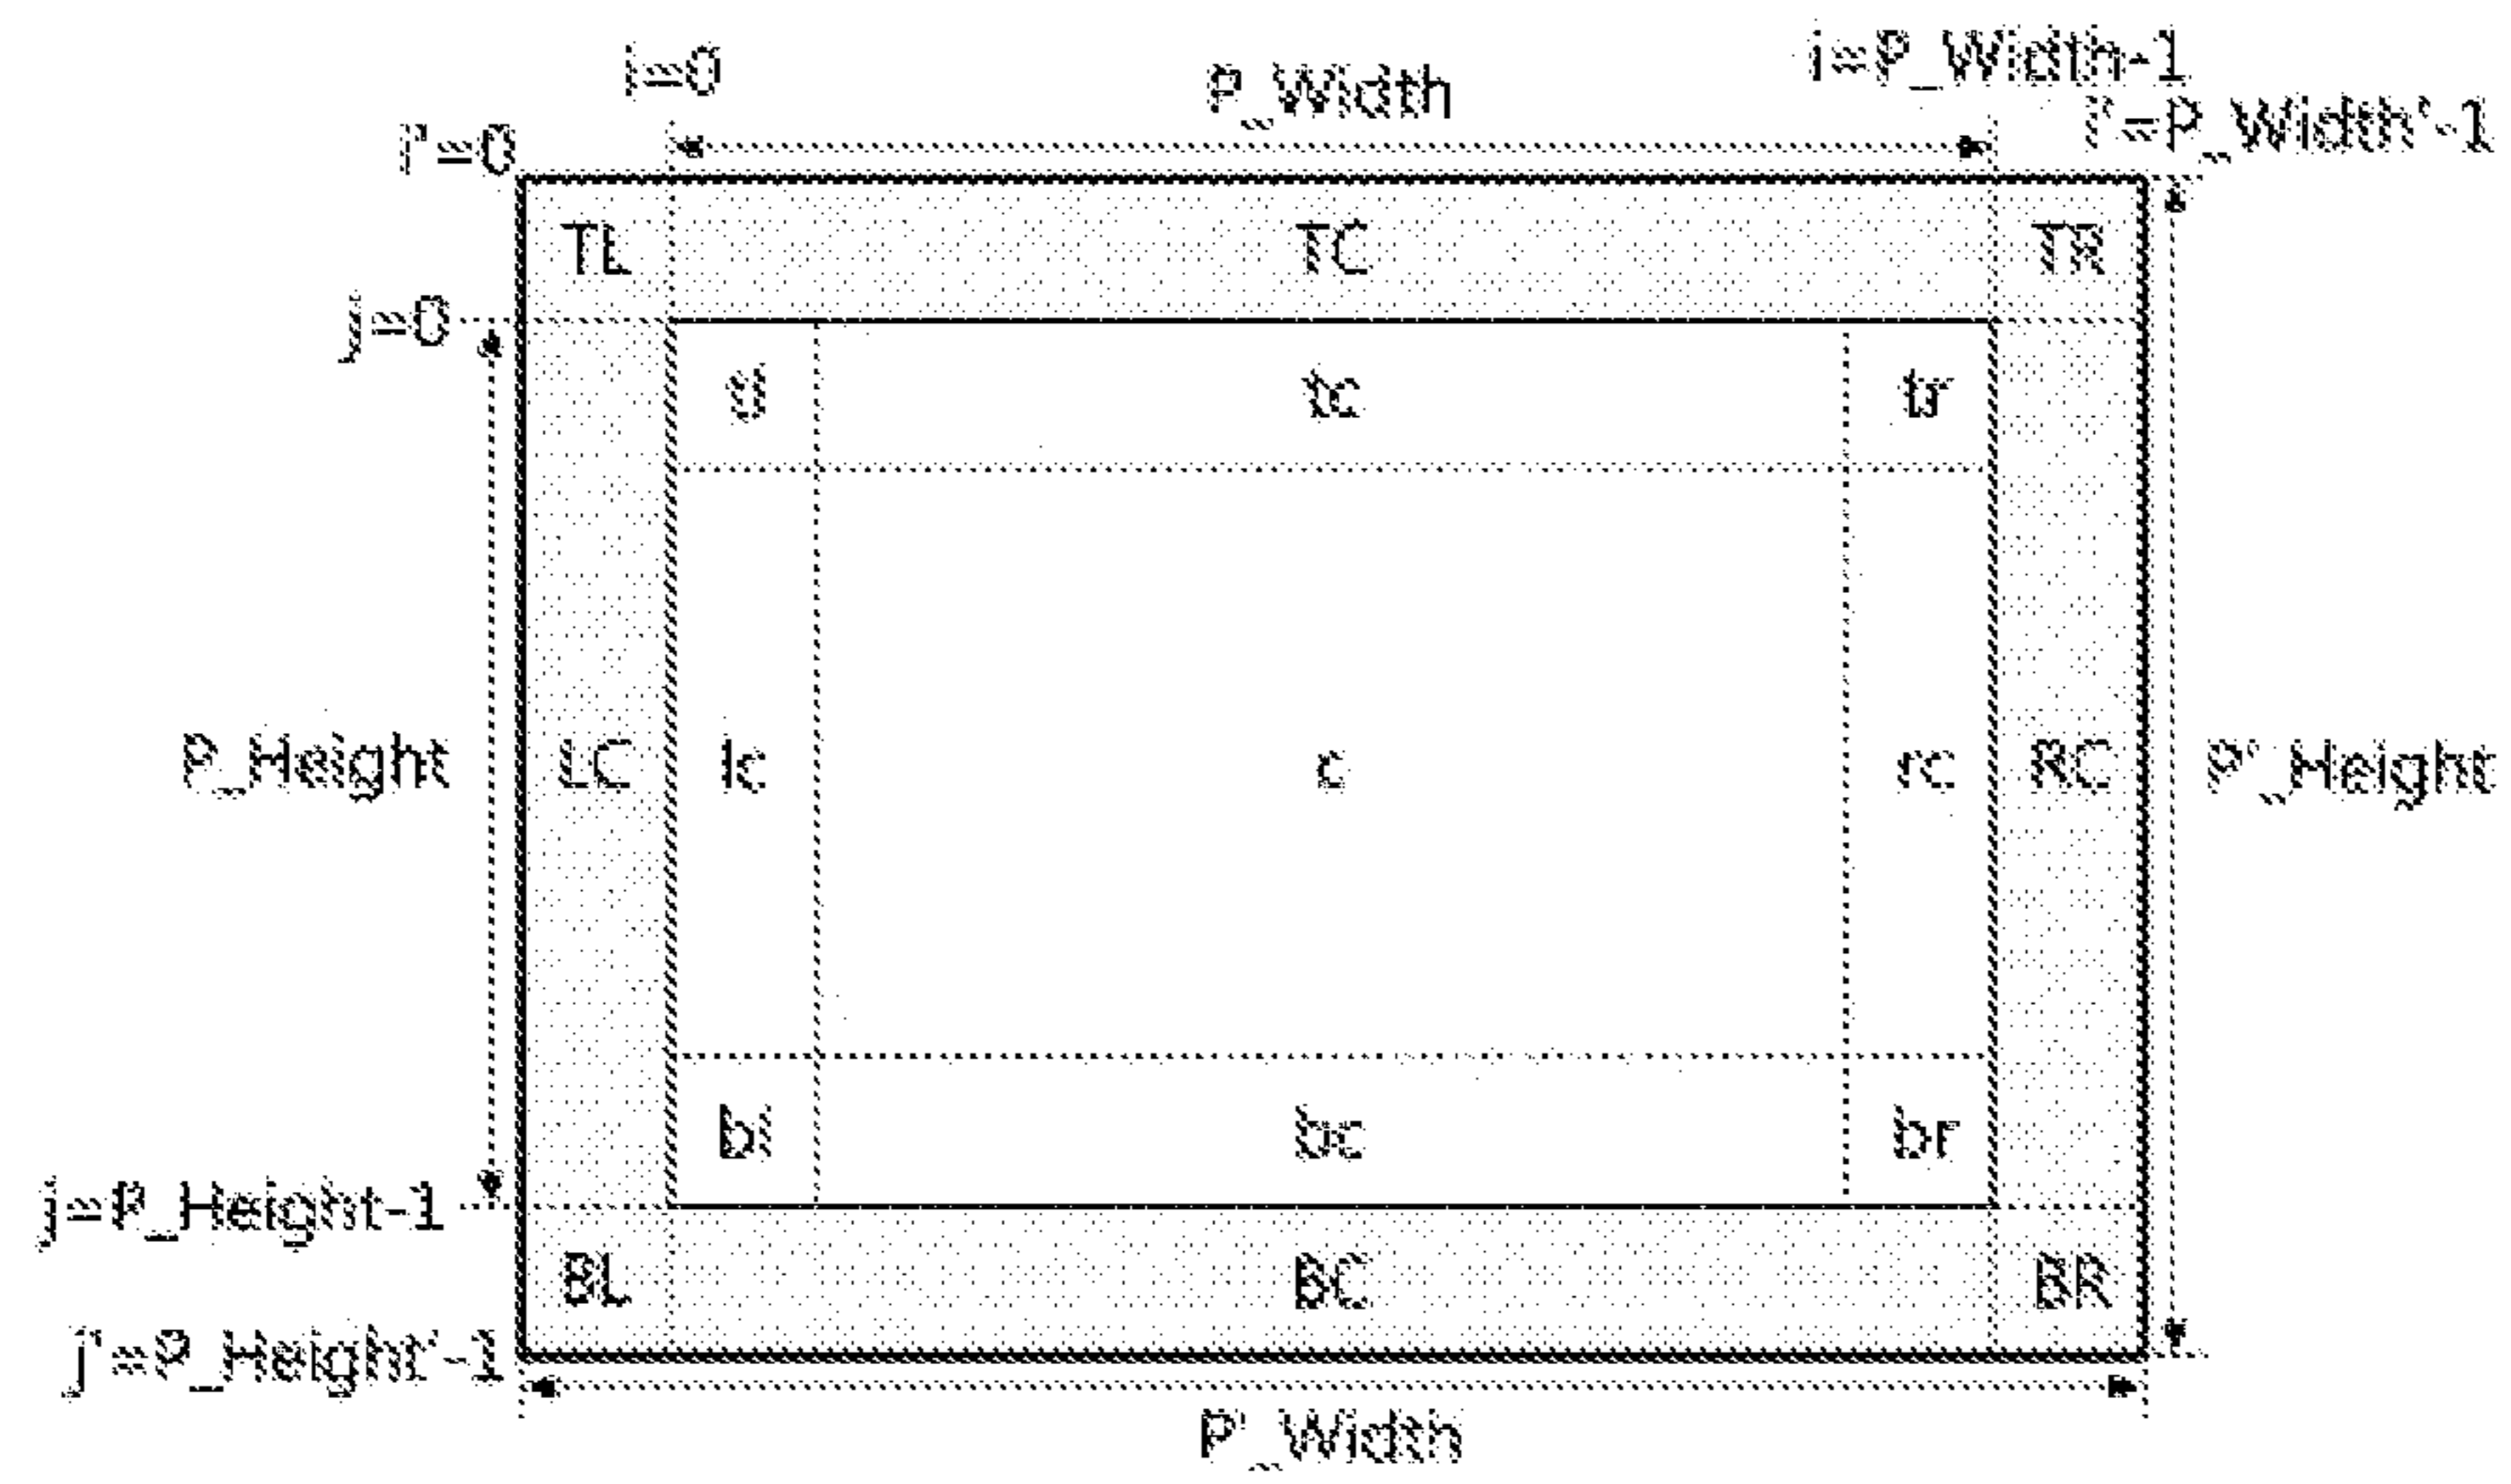 i=0
P_Width
i=P_Width-1
i'=0
i'=P_Width'-1
TL
TC
TR
j=0
tl
tc
tr
P_Height
LC
lc
c
rc
RC
P'_Height
bl
bc
br
j=P_Height-1
BL
BC
BR
j'=P_Height'-1
P'_Width